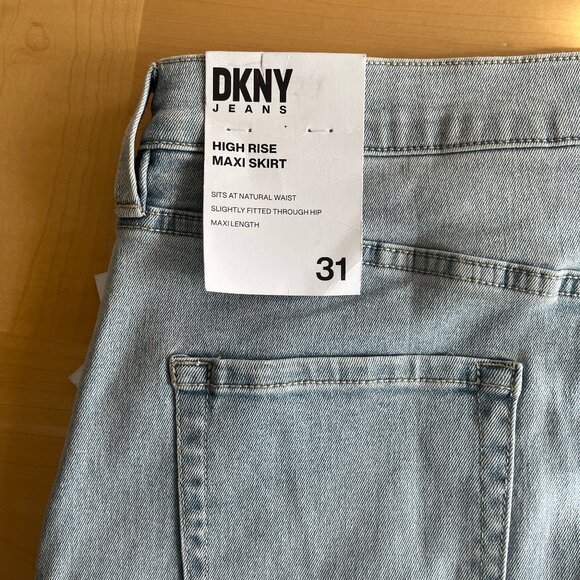 DKNY
JEANS
HIGH RISE
MAXI SKIRT
SITS AT NATURAL WAIST
SLIGHTLY FITTED THROUGH HIP
MAXI LENGTH
31